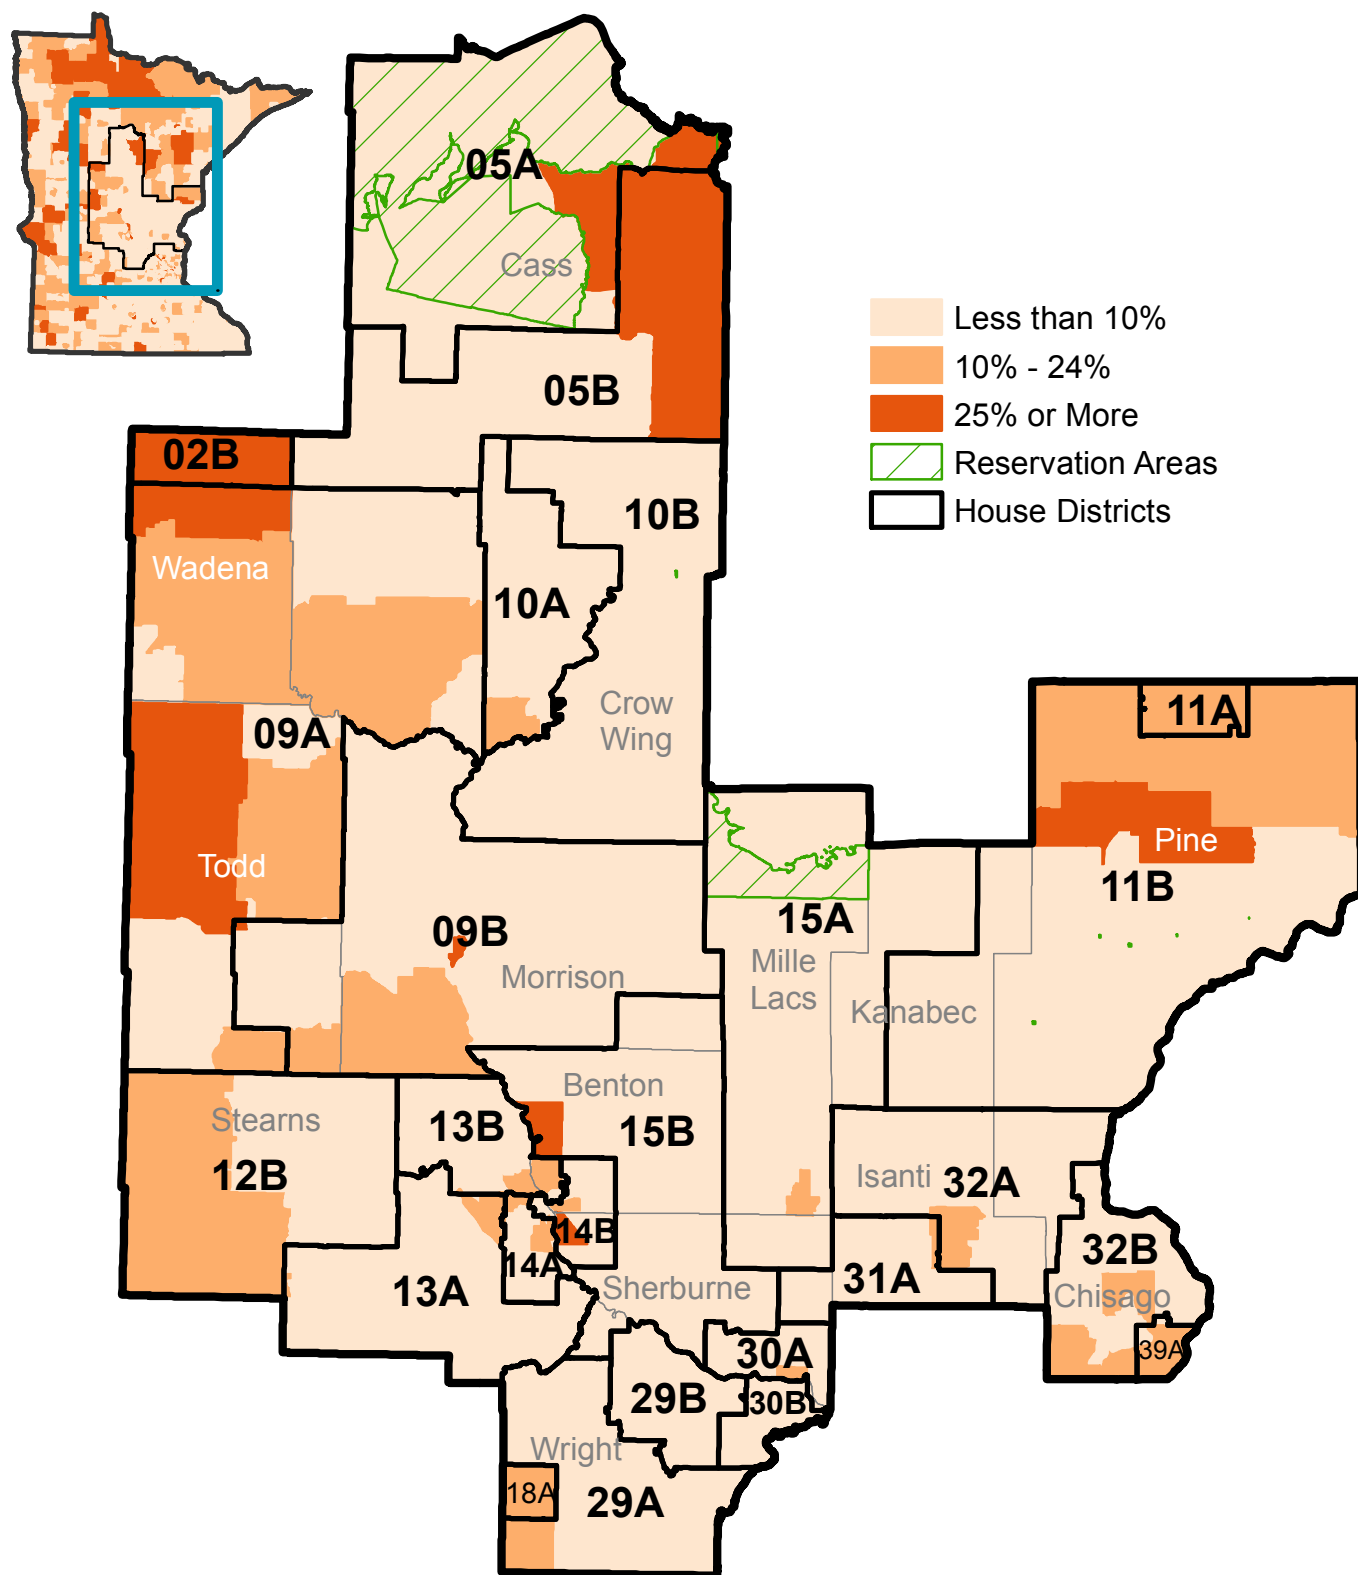 05A
Cass
Less than 10%
10% - 24%
25% or More
Reservation Areas
House Districts
05B
02B
10B
Wadena
10A
Crow
Wing
11A
09A
Pine
Todd
11B
15A
09B
Mille
Lacs
Morrison
Kanabec
Benton
Stearns
13B
15B
12B
Isanti
32A
14B
32B
14A
31A
13A
Sherburne
Chisago
39A
30A
29B
30B
Wright
18A
29A